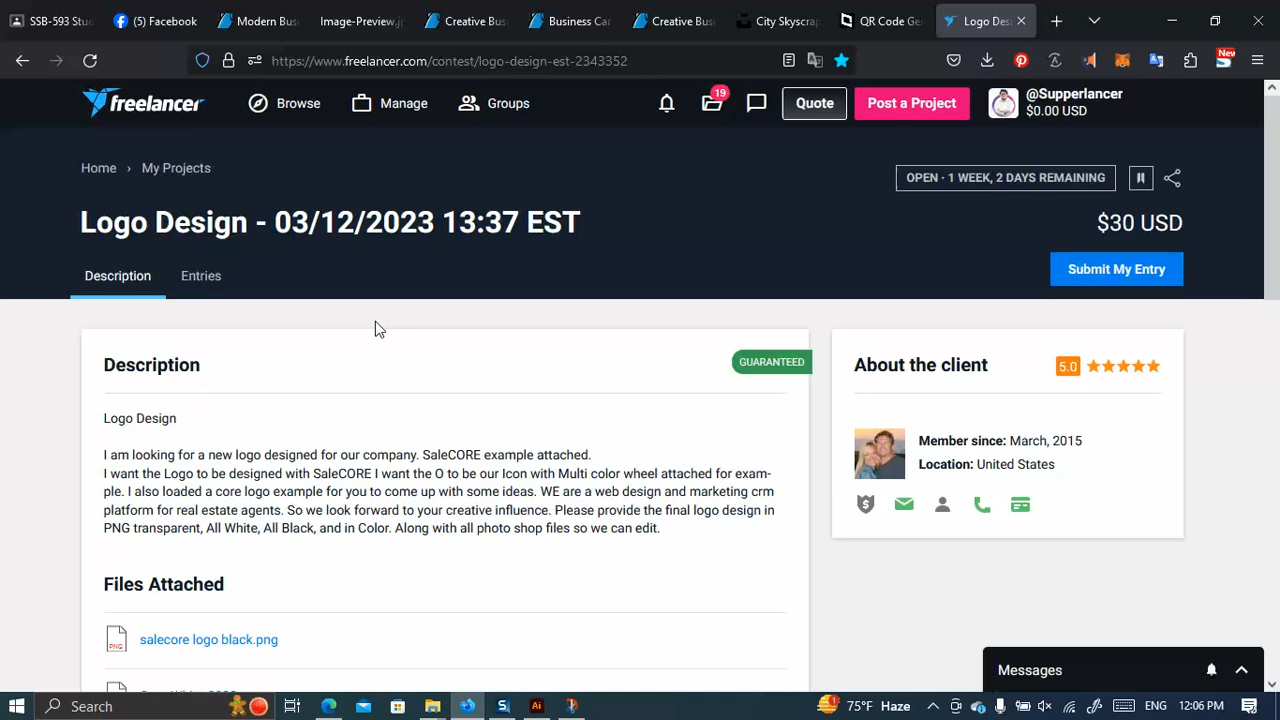 SSB-593 Stu
(5) Facebook
Modern Bus
Image-Preview.j
Creative Bus
Business Car
Creative Bus
City Skyscrap
QR Code Ge
Logo Des
https://www.freelancer.com/contest/logo-design-est-2343352
New
freelancer
Browse
Manage
Groups
19
Quote
Post a Project
@Supperlancer
$0.00 USD
Home › My Projects
OPEN · 1 WEEK, 2 DAYS REMAINING
Logo Design - 03/12/2023 13:37 EST
$30 USD
Description
Entries
Submit My Entry
Description
GUARANTEED
Logo Design
I am looking for a new logo designed for our company. SaleCORE example attached.
I want the Logo to be designed with SaleCORE I want the O to be our Icon with Multi color wheel attached for exam-
ple. I also loaded a core logo example for you to come up with some ideas. WE are a web design and marketing crm
platform for real estate agents. So we look forward to your creative influence. Please provide the final logo design in
PNG transparent, All White, All Black, and in Color. Along with all photo shop files so we can edit.
Files Attached
PNG
salecore logo black.png
About the client
5.0
Member since: March, 2015
Location: United States
Messages
Search
75°F Haze
ENG
12:06 PM